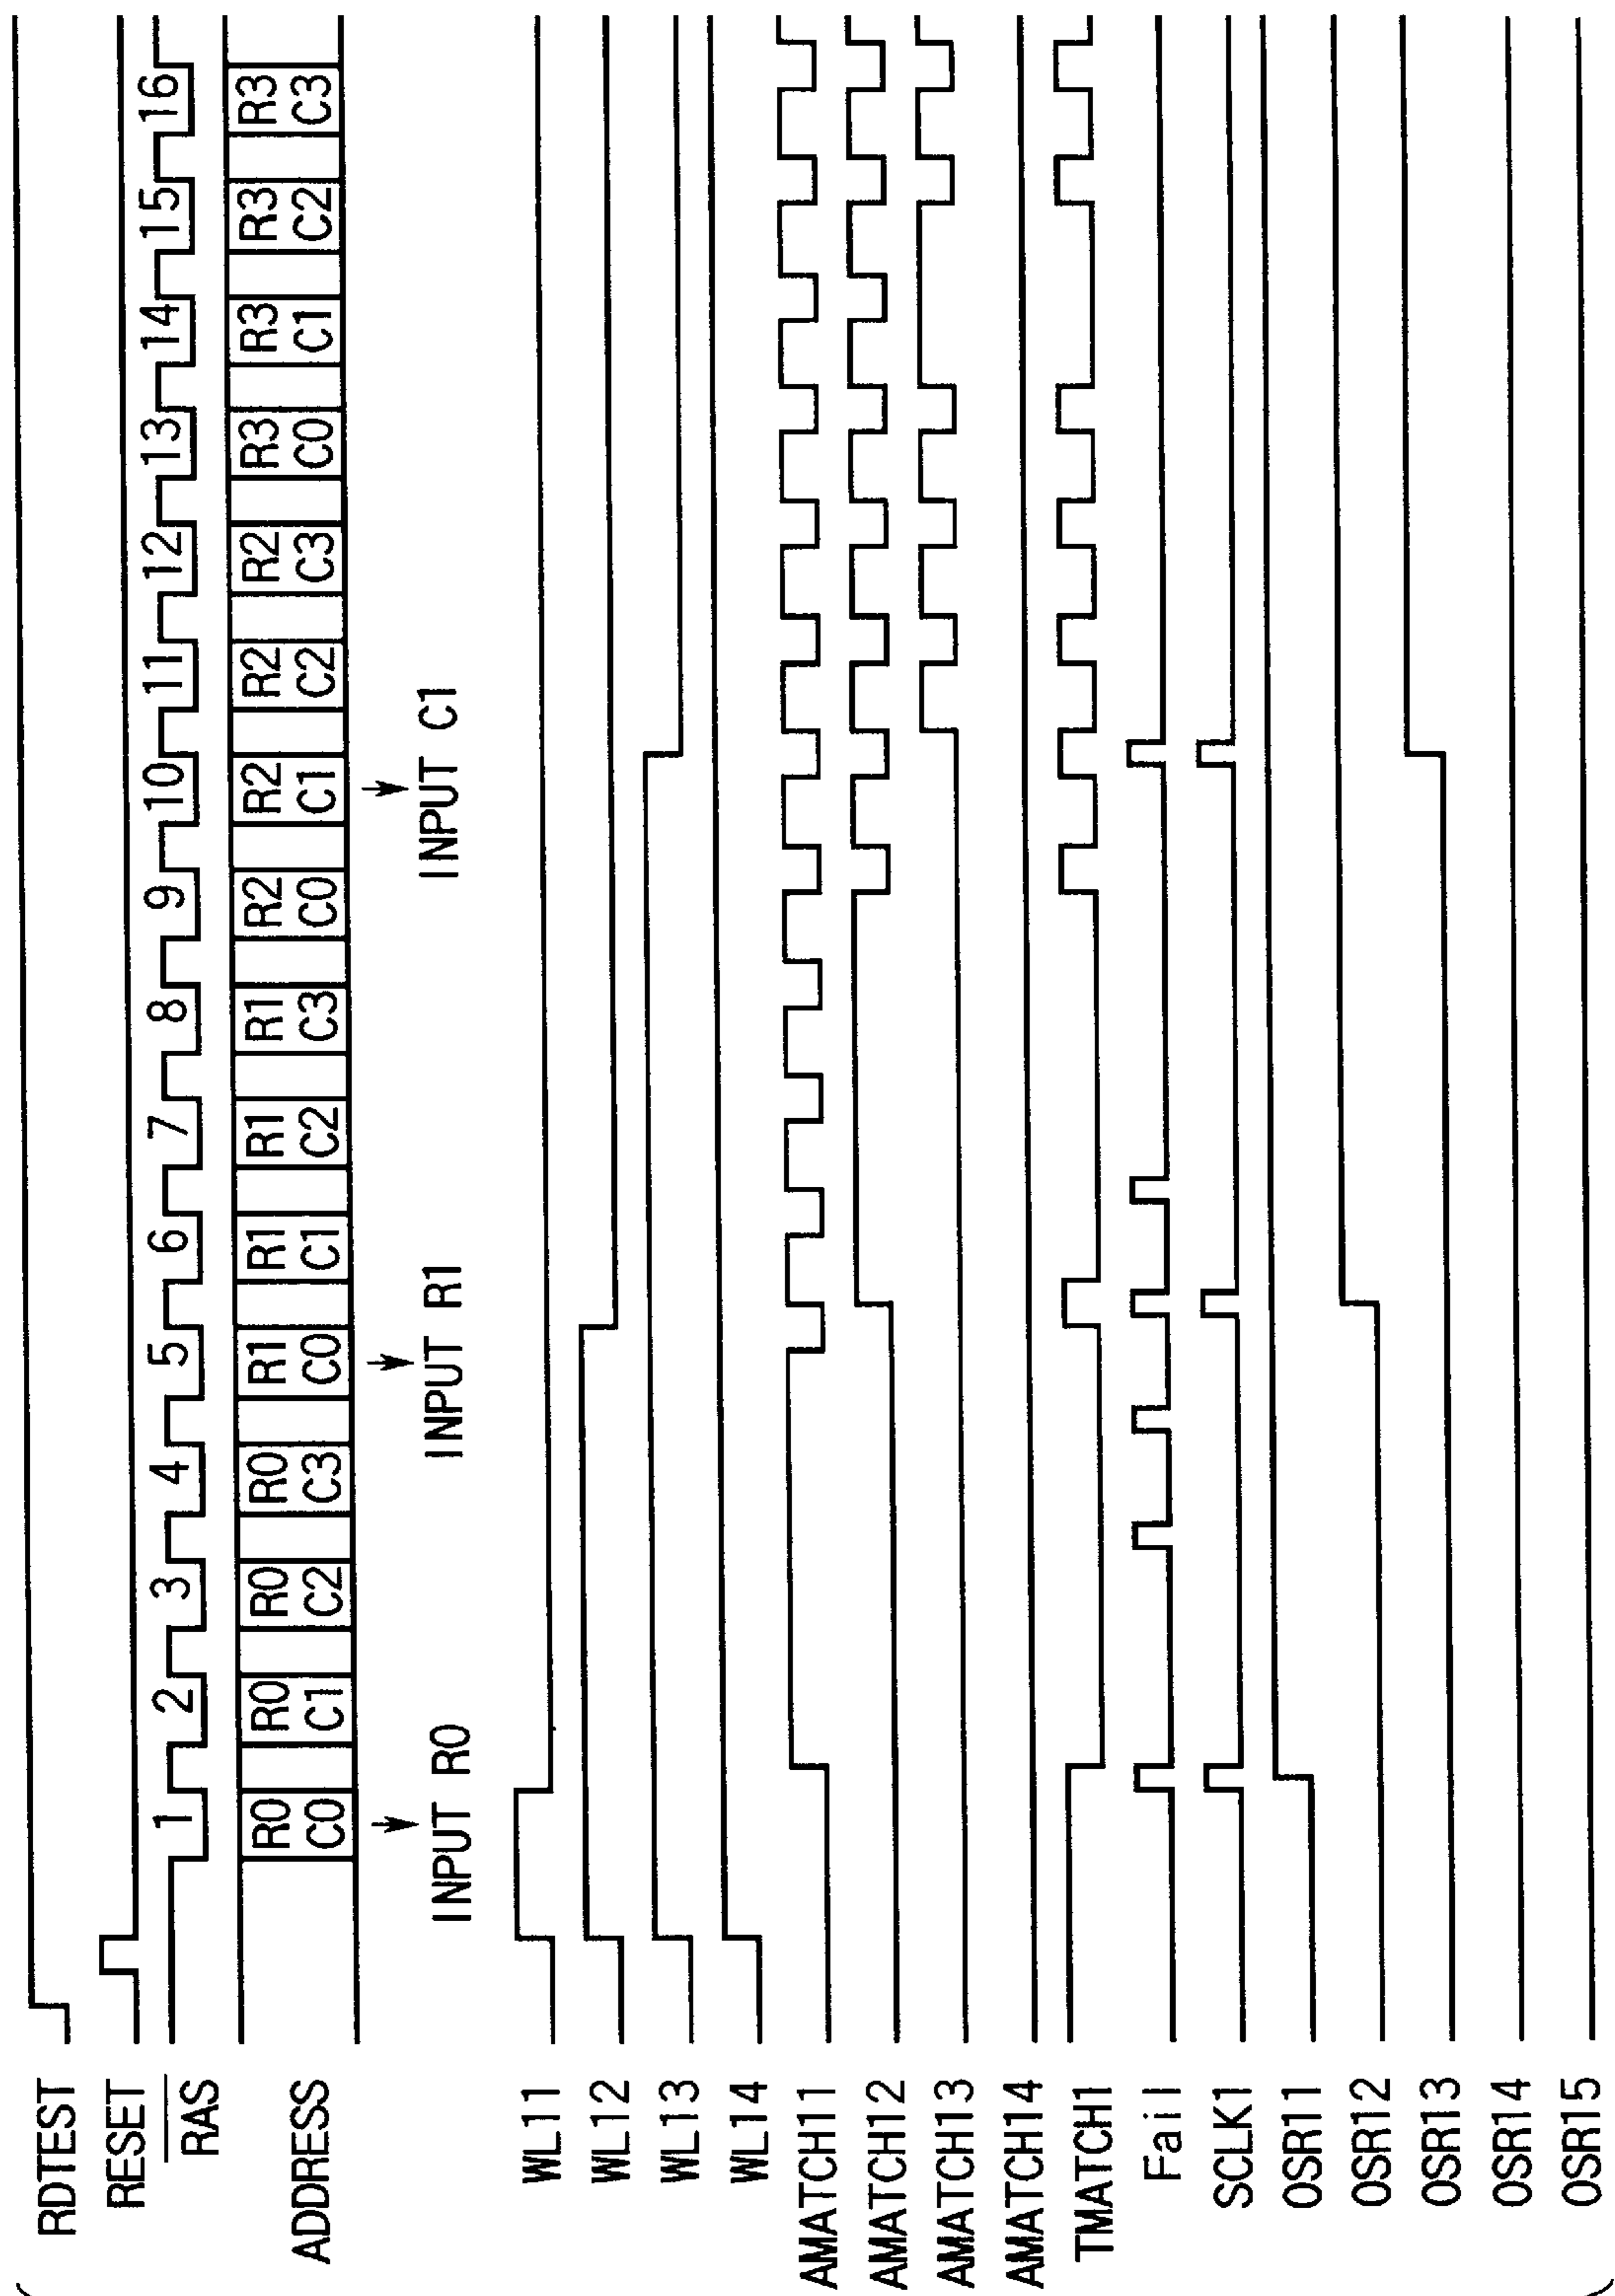 RDTEST
RESET
RAS
1 2 3 4 5 6 7 8 9 10 11 12 13 14 15 16
ADDRESS
R0 R0 R0 R0 R1 R1 R1 R1 R2 R2 R2 R2 R3 R3 R3 R3
C0 C1 C2 C3 C0 C1 C2 C3 C0 C1 C2 C3 C0 C1 C2 C3
INPUT R0 INPUT R1 INPUT C1
WL11
WL12
WL13
WL14
AMATCH11
AMATCH12
AMATCH13
AMATCH14
TMATCH1
Fail
SCLK1
OSR11
OSR12
OSR13
OSR14
OSR15